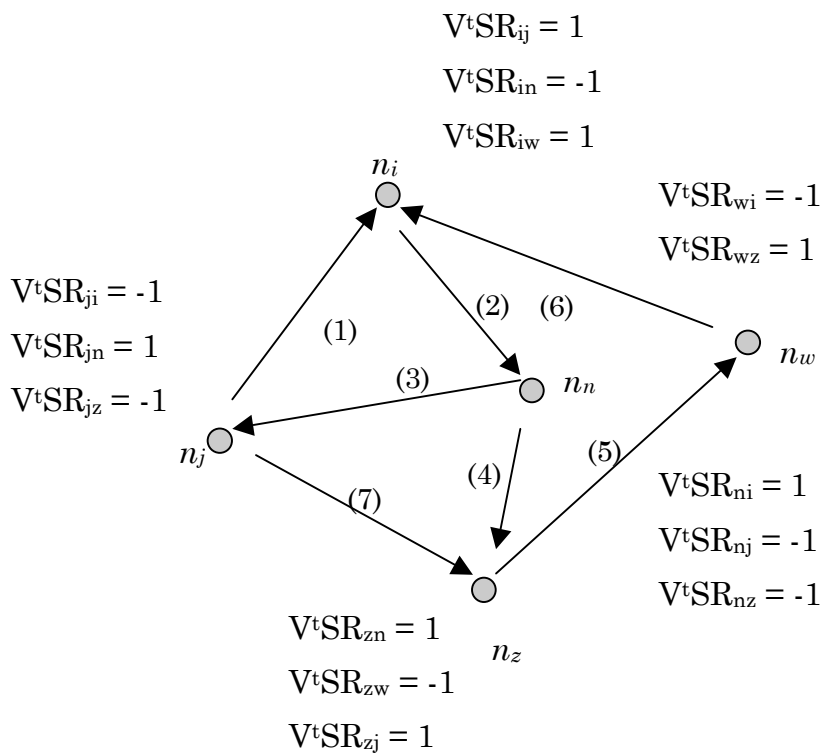 VᵗSRij = 1
VᵗSRin = -1
VᵗSRiw = 1
ni
VᵗSRwi = -1
VᵗSRwz = 1
VᵗSRji = -1
VᵗSRjn = 1
VᵗSRjz = -1
(1)
(2)
(6)
nw
(3)
nn
nj
(7)
(4)
(5)
VᵗSRni = 1
VᵗSRnj = -1
VᵗSRnz = -1
VᵗSRzn = 1
VᵗSRzw = -1
VᵗSRzj = 1
nz